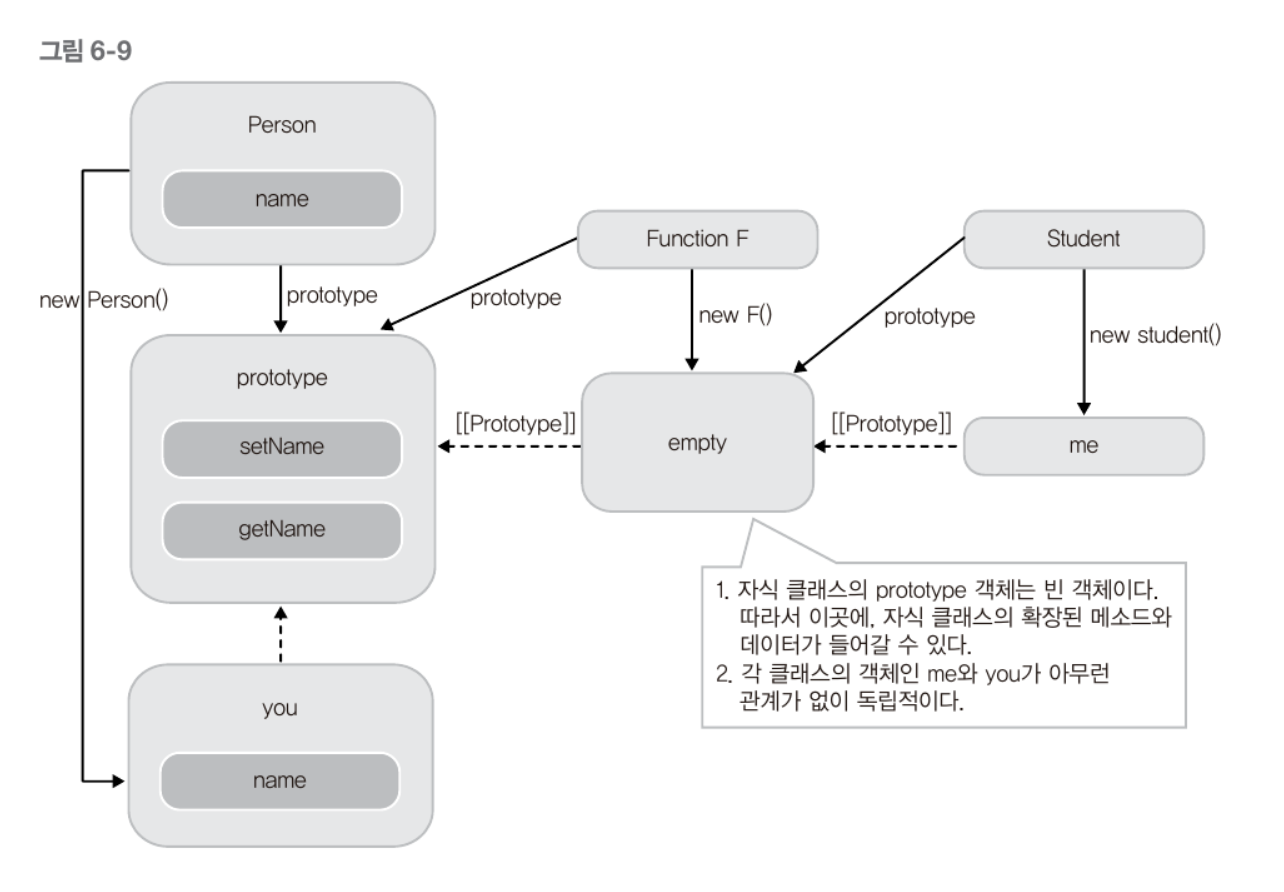 그림 6-9
Person
name
Function F
Student
new Person()
prototype
prototype
new F()
prototype
new student()
prototype
setName
getName
[[Prototype]]
empty
[[Prototype]]
me
1. 자식 클래스의 prototype 객체는 빈 객체이다.
따라서 이곳에, 자식 클래스의 확장된 메소드와
데이터가 들어갈 수 있다.
2. 각 클래스의 객체인 me와 you가 아무런
관계가 없이 독립적이다.
you
name